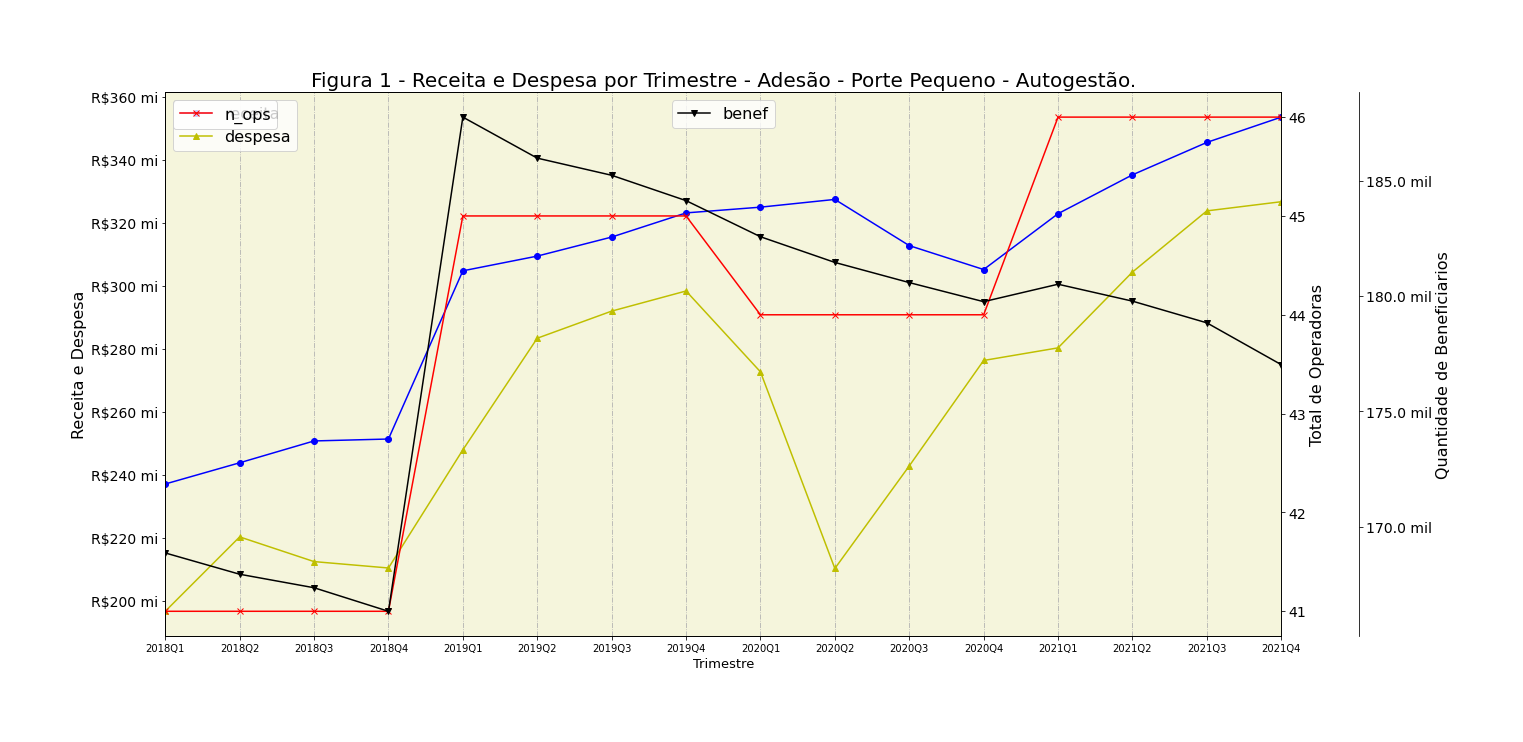 Figura 1 - Receita e Despesa por Trimestre - Adesão - Porte Pequeno - Autogestão.
n_ops
despesa
benef
R$360 mi
R$340 mi
R$320 mi
R$300 mi
R$280 mi
R$260 mi
R$240 mi
R$220 mi
R$200 mi
Receita e Despesa
46
45
44
43
42
41
Total de Operadoras
185.0 mil
180.0 mil
175.0 mil
170.0 mil
Quantidade de Beneficiarios
2018Q1 2018Q2 2018Q3 2018Q4 2019Q1 2019Q2 2019Q3 2019Q4 2020Q1 2020Q2 2020Q3 2020Q4 2021Q1 2021Q2 2021Q3 2021Q4
Trimestre